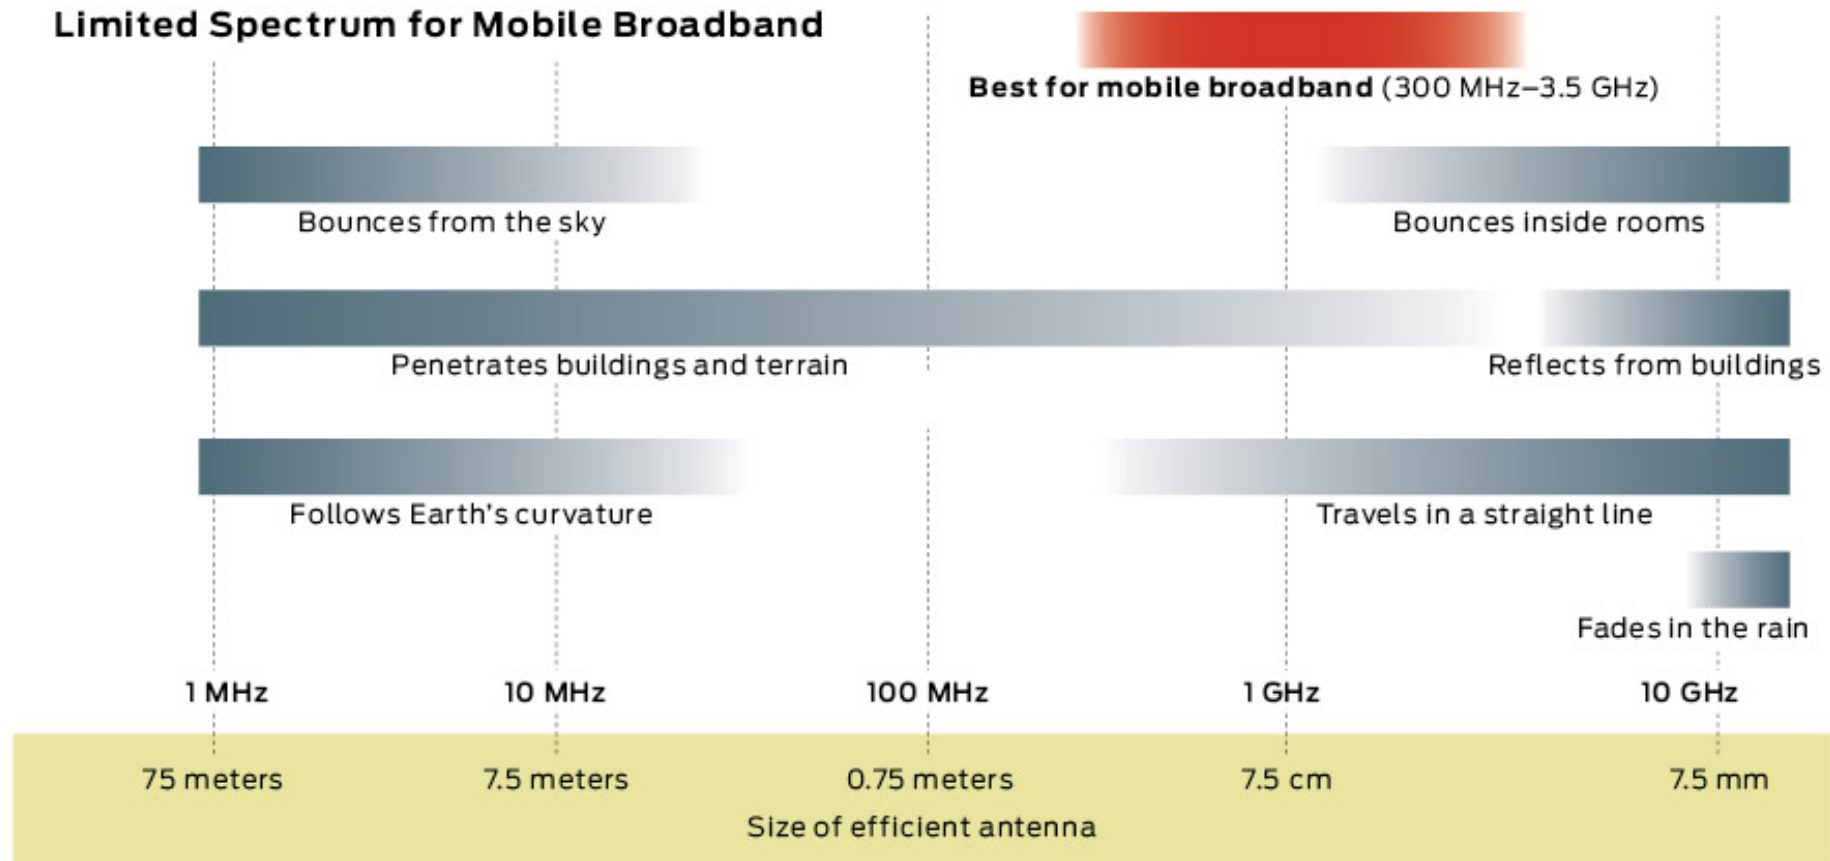 Limited Spectrum for Mobile Broadband
Best for mobile broadband (300 MHz–3.5 GHz)
Bounces from the sky
Bounces inside rooms
Penetrates buildings and terrain
Reflects from buildings
Follows Earth's curvature
Travels in a straight line
Fades in the rain
1 MHz
10 MHz
100 MHz
1 GHz
10 GHz
75 meters
7.5 meters
0.75 meters
7.5 cm
7.5 mm
Size of efficient antenna